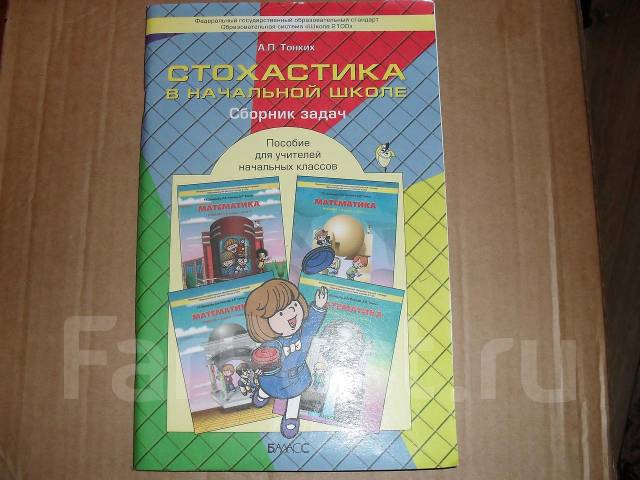 Федеральный государственный образовательный стандарт
Образовательная система «Школа 2100»
А.П. Тонких
СТОХАСТИКА
В НАЧАЛЬНОЙ ШКОЛЕ
Сборник задач
Пособие
для учителей
начальных классов
МАТЕМАТИКА
МАТЕМАТИКА
МАТЕМАТИКА
МАТЕМАТИКА
БАЛАСС